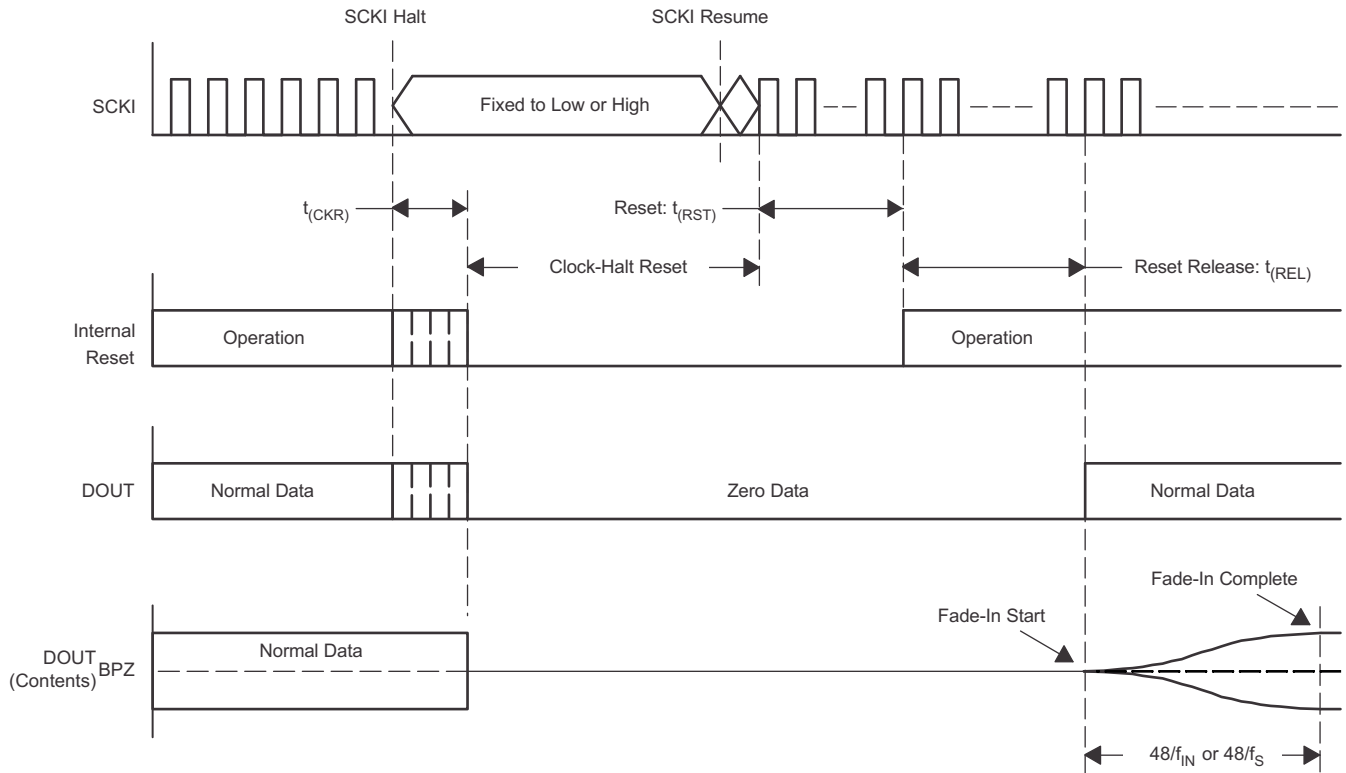 SCKI Halt
SCKI Resume
SCKI
Fixed to Low or High
t(CKR)
Reset: t(RST)
Clock-Halt Reset
Reset Release: t(REL)
Internal
Reset
Operation
Operation
DOUT
Normal Data
Zero Data
Normal Data
Fade-In Complete
Fade-In Start
DOUT
(Contents)
BPZ
Normal Data
48/fIN or 48/fS